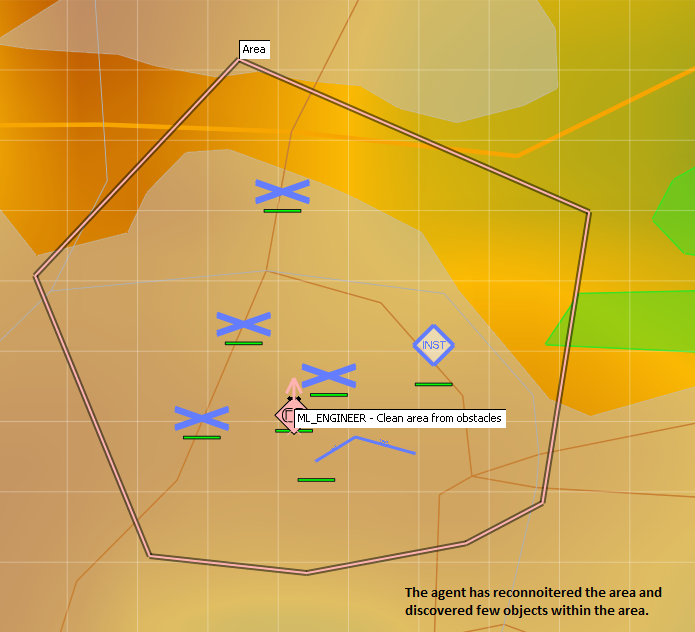 Area
INST
ML_ENGINEER - Clean area from obstacles
The agent has reconnoitered the area and
discovered few objects within the area.